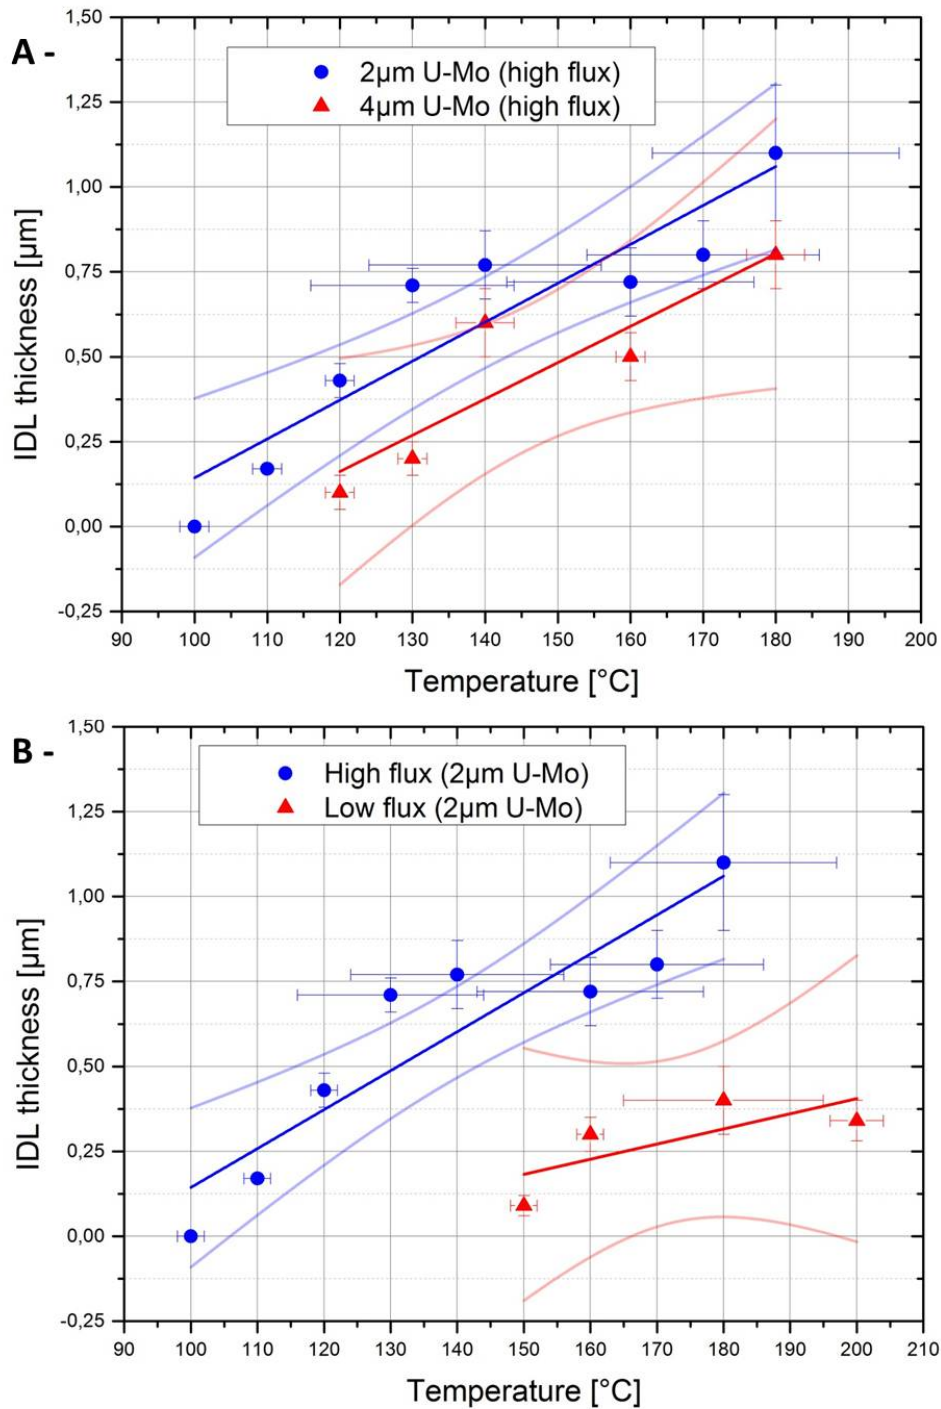 A -
2µm U-Mo (high flux)
4µm U-Mo (high flux)
1,50
1,25
1,00
0,75
0,50
0,25
0,00
-0,25
IDL thickness [µm]
90 100 110 120 130 140 150 160 170 180 190 200
Temperature [°C]
B -
High flux (2µm U-Mo)
Low flux (2µm U-Mo)
1,50
1,25
1,00
0,75
0,50
0,25
0,00
-0,25
IDL thickness [µm]
90 100 110 120 130 140 150 160 170 180 190 200 210
Temperature [°C]